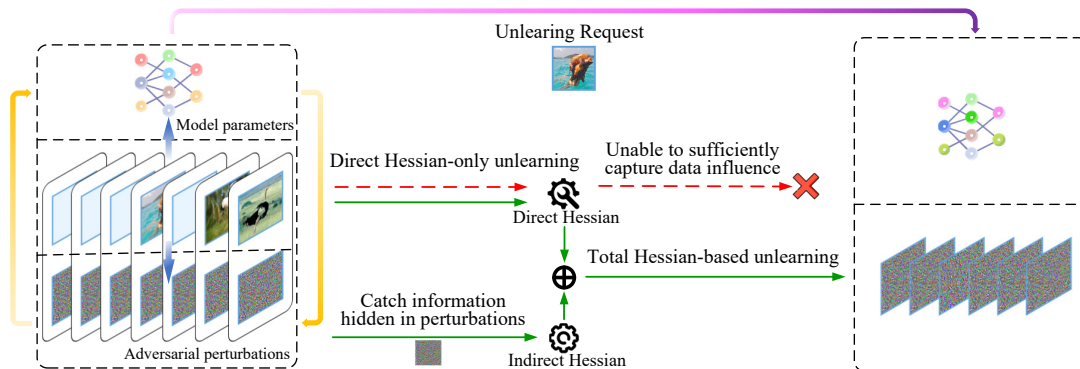 Unlearing Request
Model parameters
Direct Hessian-only unlearning
Unable to sufficiently
capture data influence
Direct Hessian
Total Hessian-based unlearning
Catch information
hidden in perturbations
Adversarial perturbations
Indirect Hessian